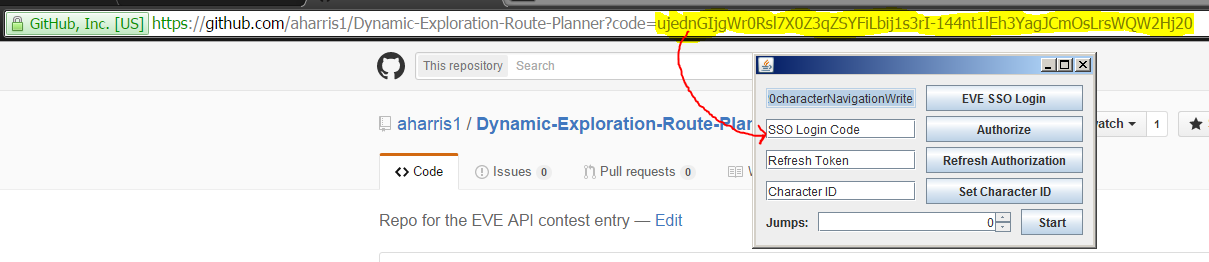 GitHub, Inc. [US] https://github.com/aharris1/Dynamic-Exploration-Route-Planner?code=ujednGIjgWr0Rsl7X0Z3qZSYFiLbij1s3rI-144nt1lEh3YagJCmOsLrsWQW2Hj20
This repository Search
0characterNavigationWrite EVE SSO Login
aharris1 / Dynamic-Exploration-Route-Pla
SSO Login Code Authorize
atch 1
Code Issues 0 Pull requests 0 W
Refresh Token Refresh Authorization
Character ID Set Character ID
Repo for the EVE API contest entry — Edit
Jumps: 0 Start